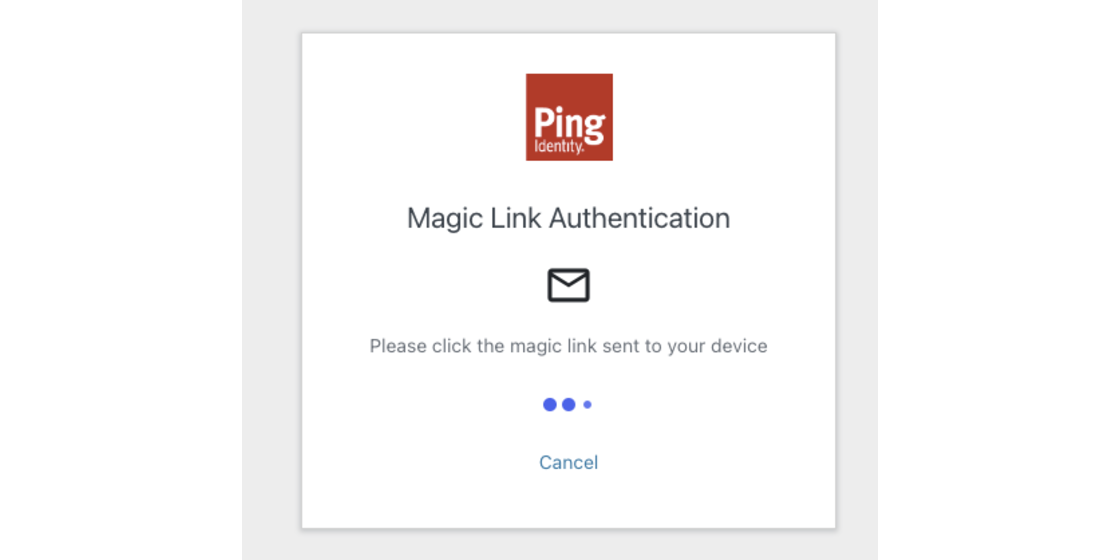 Ping
Identity.
Magic Link Authentication
Please click the magic link sent to your device
Cancel